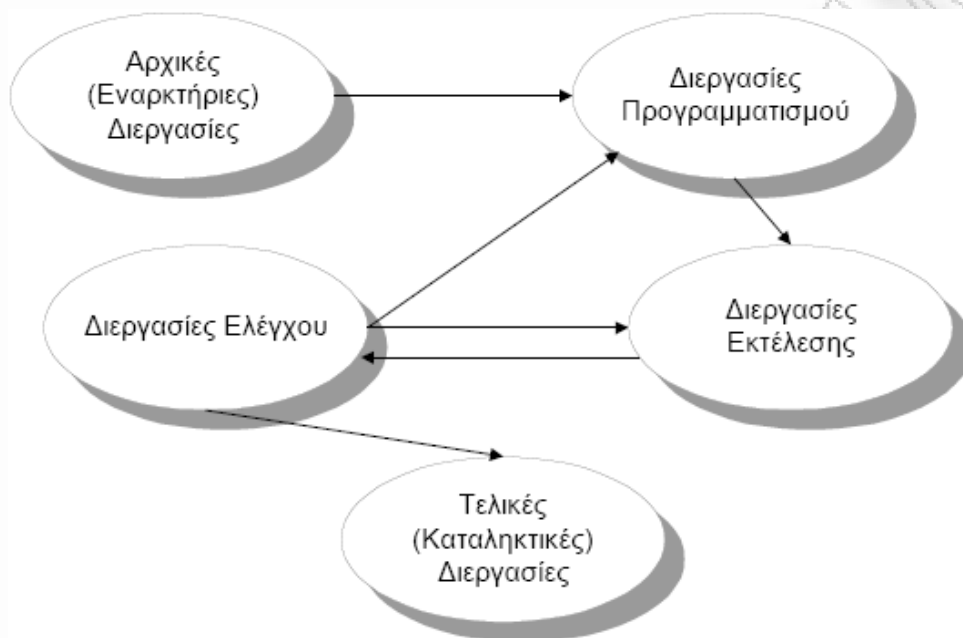 Αρχικές
(Εναρκτήριες)
Διεργασίες
Διεργασίες
Προγραμματισμού
Διεργασίες Ελέγχου
Διεργασίες
Εκτέλεσης
Τελικές
(Καταληκτικές)
Διεργασίες